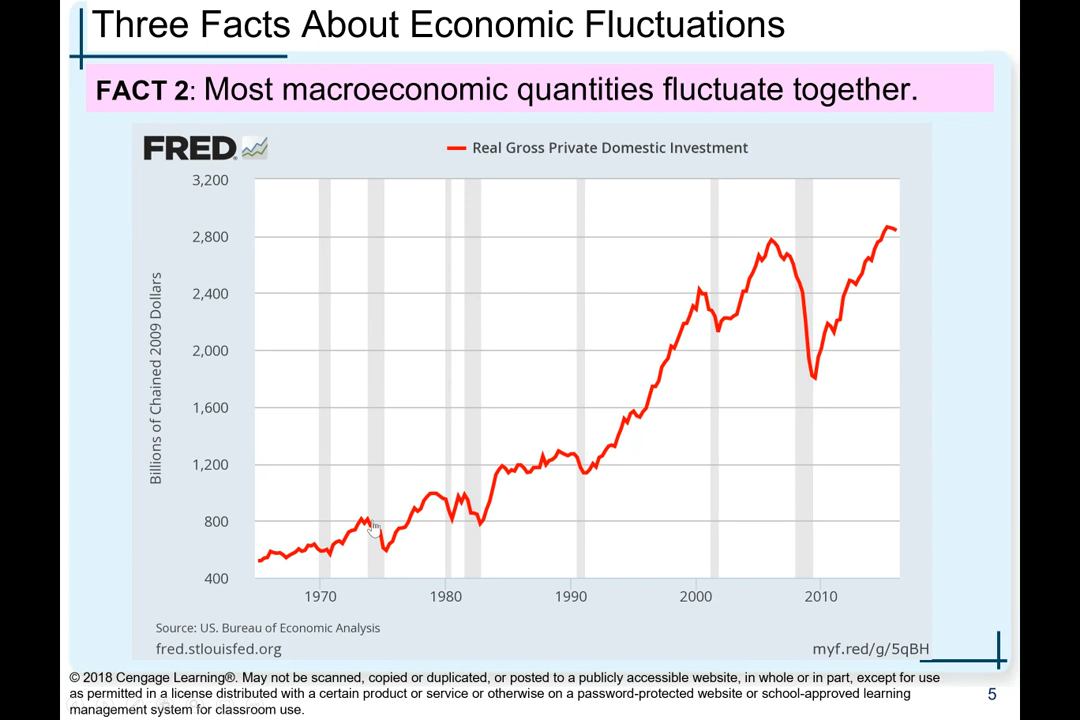 Three Facts About Economic Fluctuations
FACT 2: Most macroeconomic quantities fluctuate together.
FRED
Real Gross Private Domestic Investment
Billions of Chained 2009 Dollars
3,200
2,800
2,400
2,000
1,600
1,200
800
400
1970 1980 1990 2000 2010
Source: US. Bureau of Economic Analysis
fred.stlouisfed.org myf.red/g/5qBH
© 2018 Cengage Learning®. May not be scanned, copied or duplicated, or posted to a publicly accessible website, in whole or in part, except for use
as permitted in a license distributed with a certain product or service or otherwise on a password-protected website or school-approved learning
management system for classroom use.
5